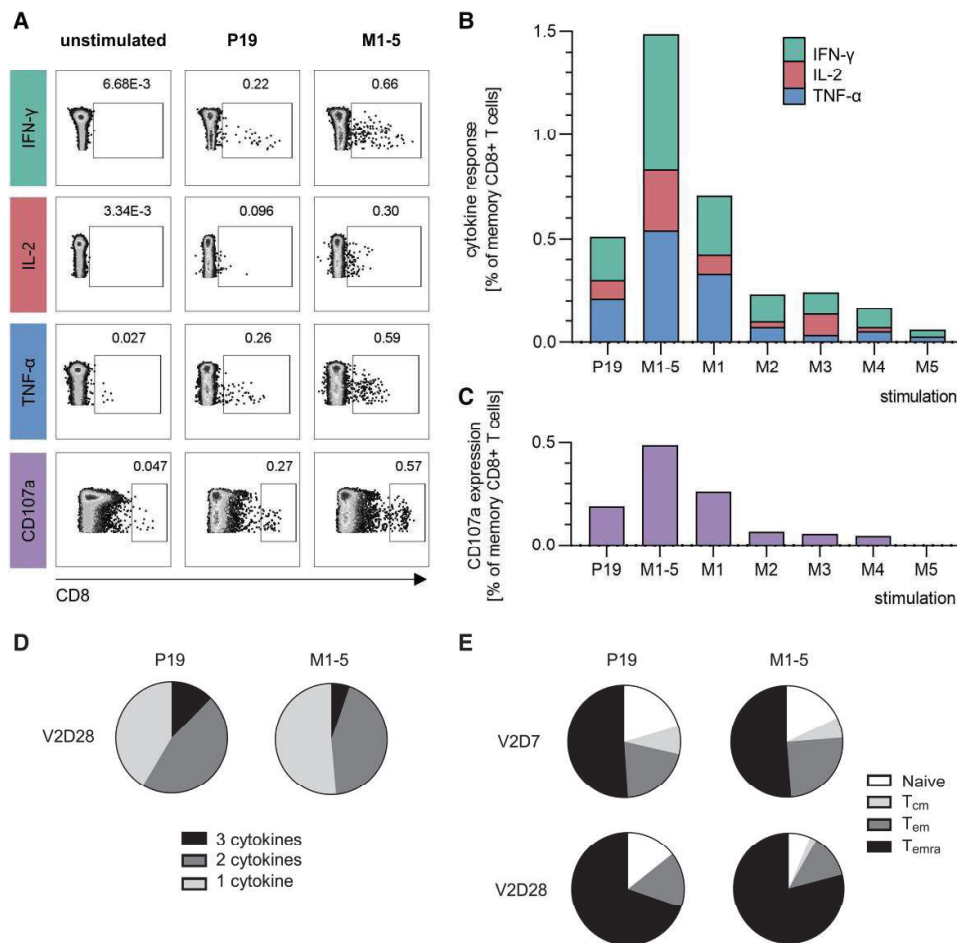 A
unstimulated P19 M1-5
IFN-γ
6.68E-3 0.22 0.66
IL-2
3.34E-3 0.096 0.30
TNF-α
0.027 0.26 0.59
CD107a
0.047 0.27 0.57
CD8
B
cytokine response
[% of memory CD8+ T cells]
1.5
1.0
0.5
0.0
IFN-γ
IL-2
TNF-α
P19 M1-5 M1 M2 M3 M4 M5
stimulation
C
CD107a expression
[% of memory CD8+ T cells]
0.5
0.0
P19 M1-5 M1 M2 M3 M4 M5
stimulation
D
P19 M1-5
V2D28
3 cytokines
2 cytokines
1 cytokine
E
P19 M1-5
V2D7
V2D28
Naive
Tcm
Tem
Temra